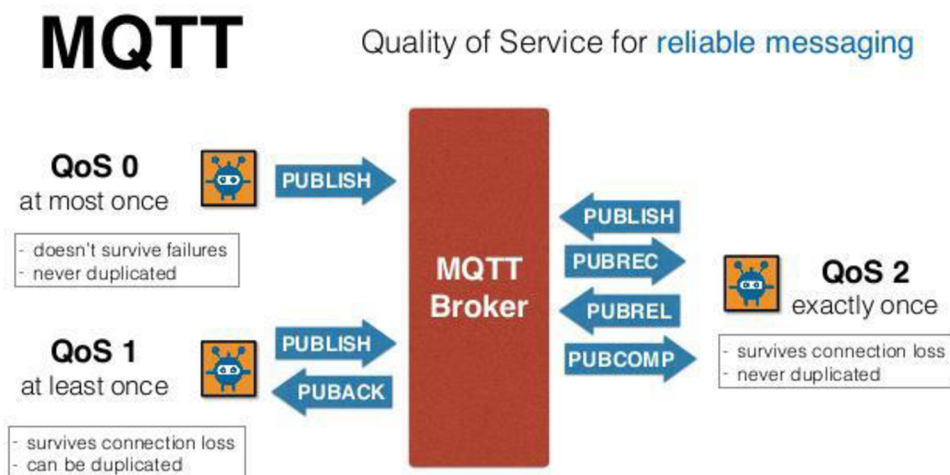 MQTT
Quality of Service for reliable messaging
QoS 0
at most once
- doesn't survive failures
- never duplicated
PUBLISH
QoS 1
at least once
- survives connection loss
- can be duplicated
PUBLISH
PUBACK
MQTT
Broker
PUBLISH
PUBREC
PUBREL
PUBCOMP
QoS 2
exactly once
- survives connection loss
- never duplicated